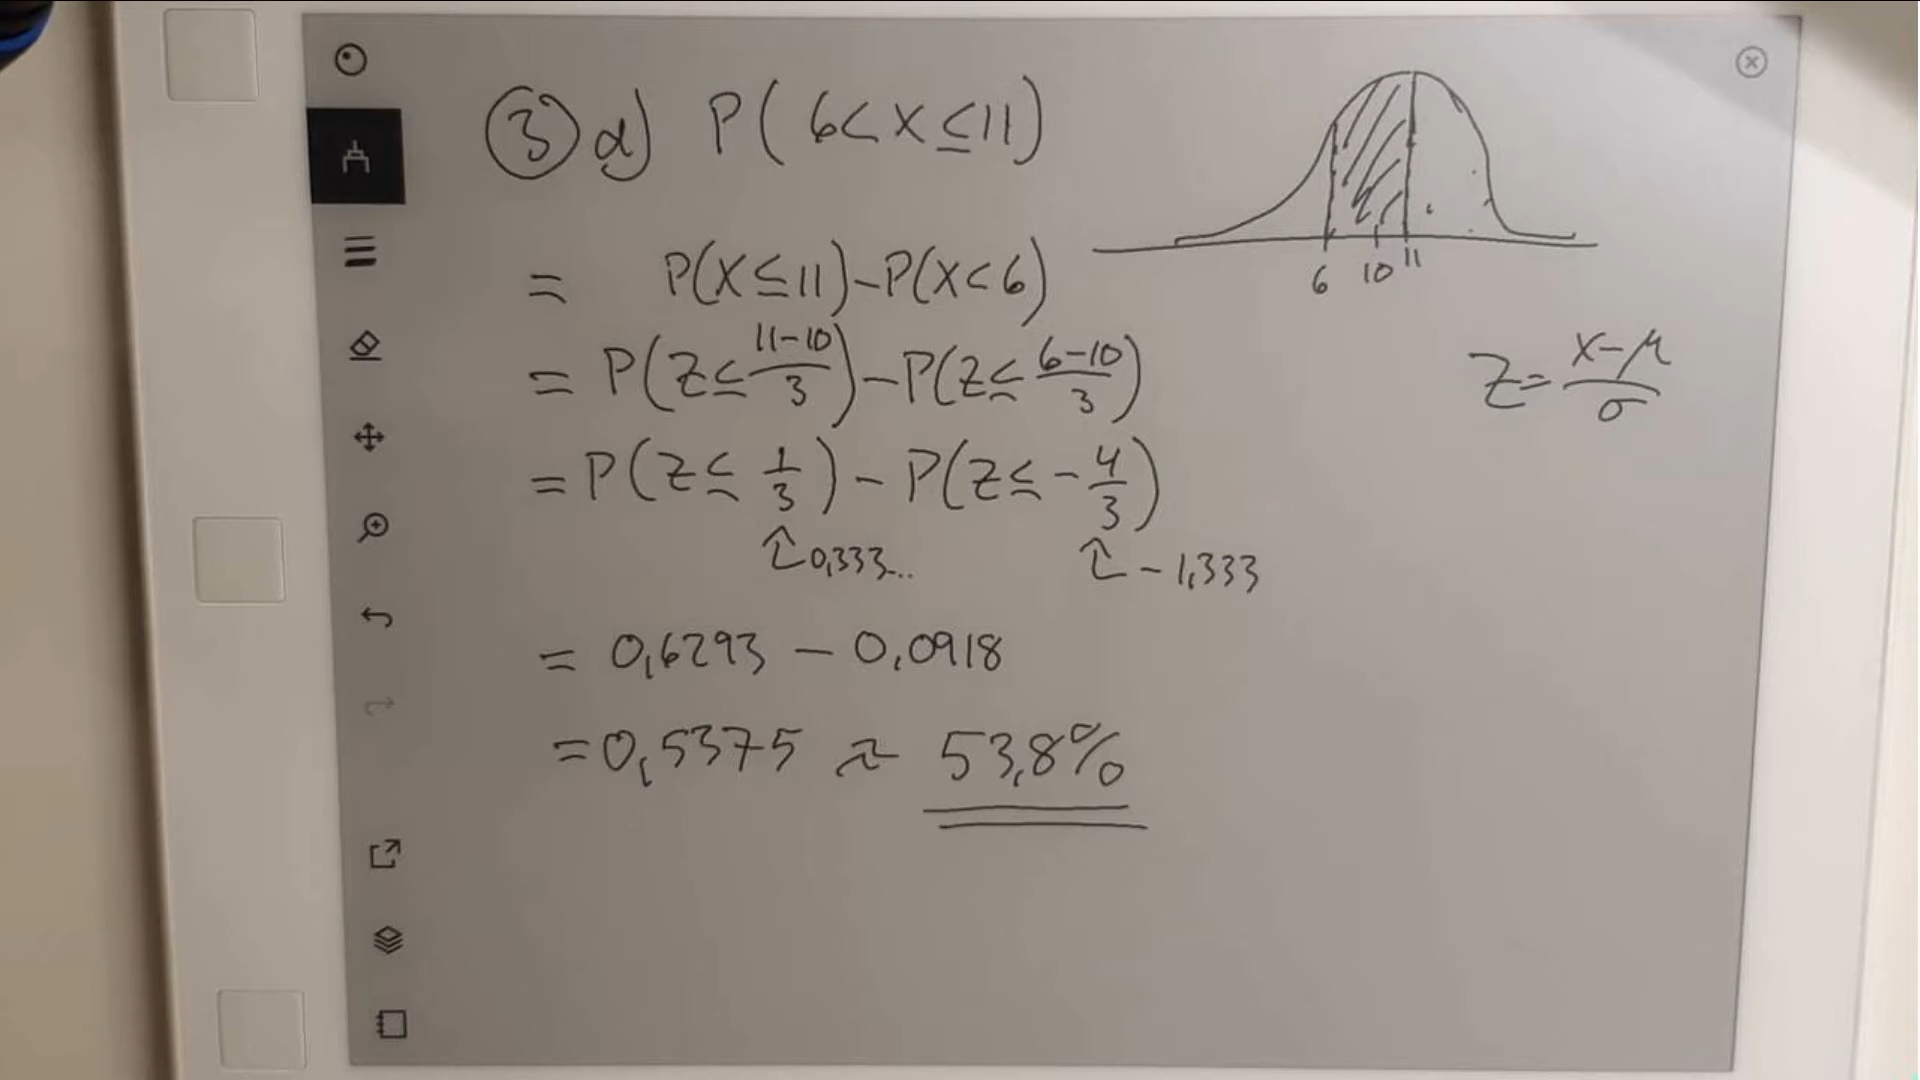 3 a) P(6<X≤11)
= P(X≤11)-P(X<6)
= P(Z≤ (11-10)/3) - P(Z≤ (6-10)/3)
= P(Z≤ 1/3) - P(Z≤ -4/3)
↑ 0,333... ↑ -1,333
= 0,6293 - 0,0918
= 0,5375 ≈ 53,8%
6 10 11
Z = (x-μ)/σ